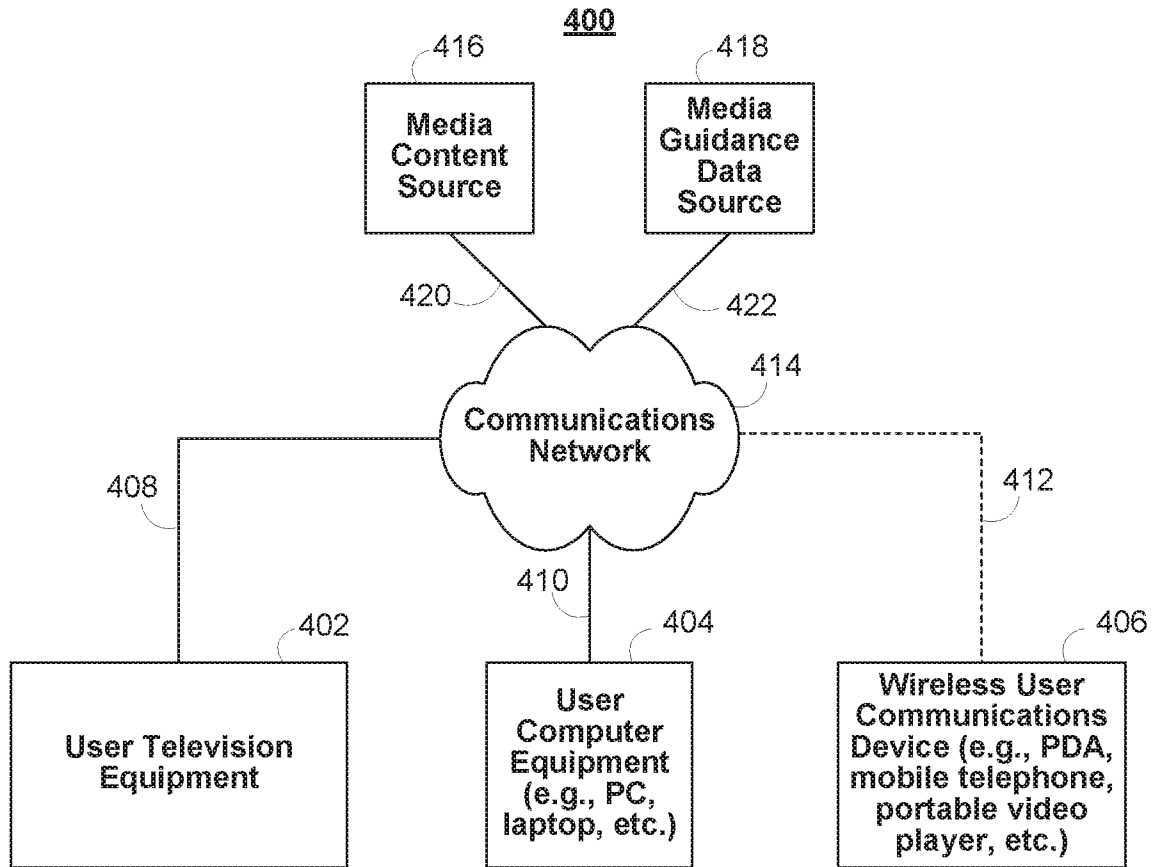 400
416
418
Media
Content
Source
Media
Guidance
Data
Source
420
422
414
Communications
Network
408
412
410
402
404
406
User Television
Equipment
User
Computer
Equipment
(e.g., PC,
laptop, etc.)
Wireless User
Communications
Device (e.g., PDA,
mobile telephone,
portable video
player, etc.)